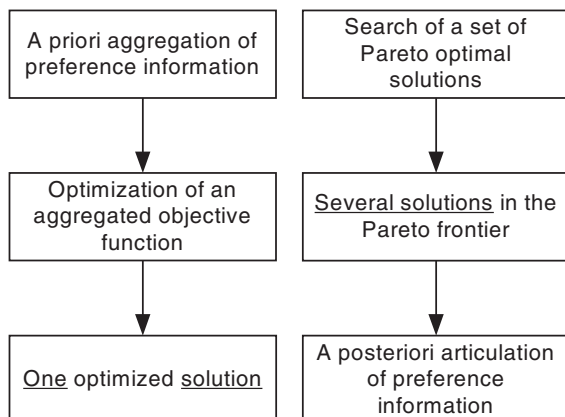 A priori aggregation of
preference information
Optimization of an
aggregated objective
function
One optimized solution
Search of a set of
Pareto optimal
solutions
Several solutions in the
Pareto frontier
A posteriori articulation
of preference
information